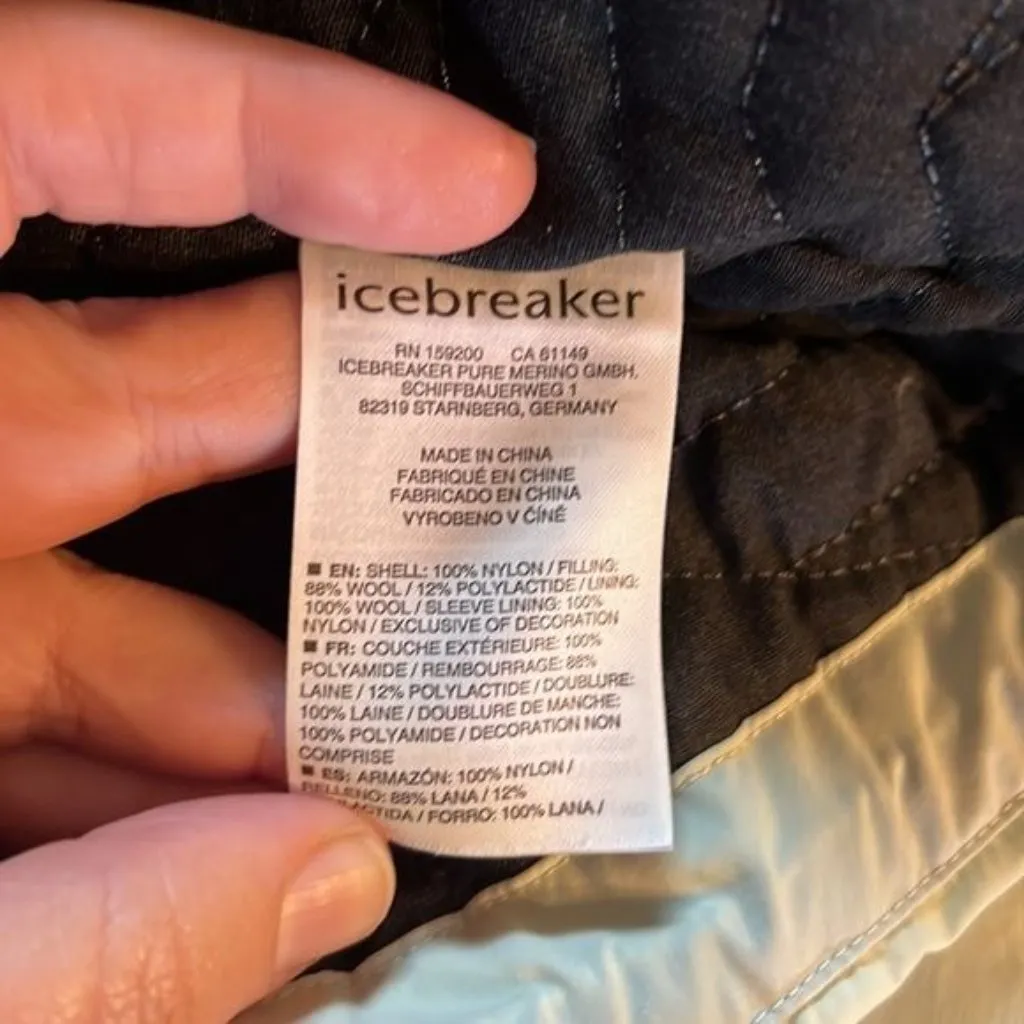 icebreaker
RN 159200 CA 61149
ICEBREAKER PURE MERINO GMBH.
SCHIFFBAUERWEG 1
82319 STARNBERG, GERMANY
MADE IN CHINA
FABRIQUÉ EN CHINE
FABRICADO EN CHINA
VYROBENO V ČÍNĚ
EN: SHELL: 100% NYLON / FILLING:
88% WOOL / 12% POLYLACTIDE / LINING:
100% WOOL / SLEEVE LINING: 100%
NYLON / EXCLUSIVE OF DECORATION
FR: COUCHE EXTÉRIEURE: 100%
POLYAMIDE / REMBOURRAGE: 88%
LAINE / 12% POLYLACTIDE / DOUBLURE:
100% LAINE / DOUBLURE DE MANCHE:
100% POLYAMIDE / DECORATION NON
COMPRISE
ES: ARMAZÓN: 100% NYLON /
RELLENO: 88% LANA / 12%
/ FORRO: 100% LANA /